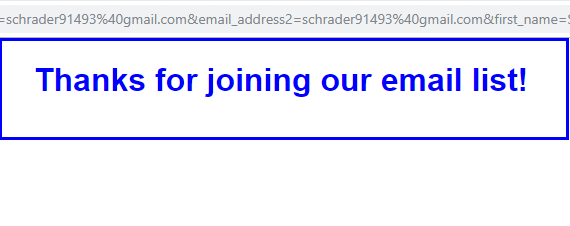 =schrader91493%40gmail.com&email_address2=schrader91493%40gmail.com&first_name=S
Thanks for joining our email list!